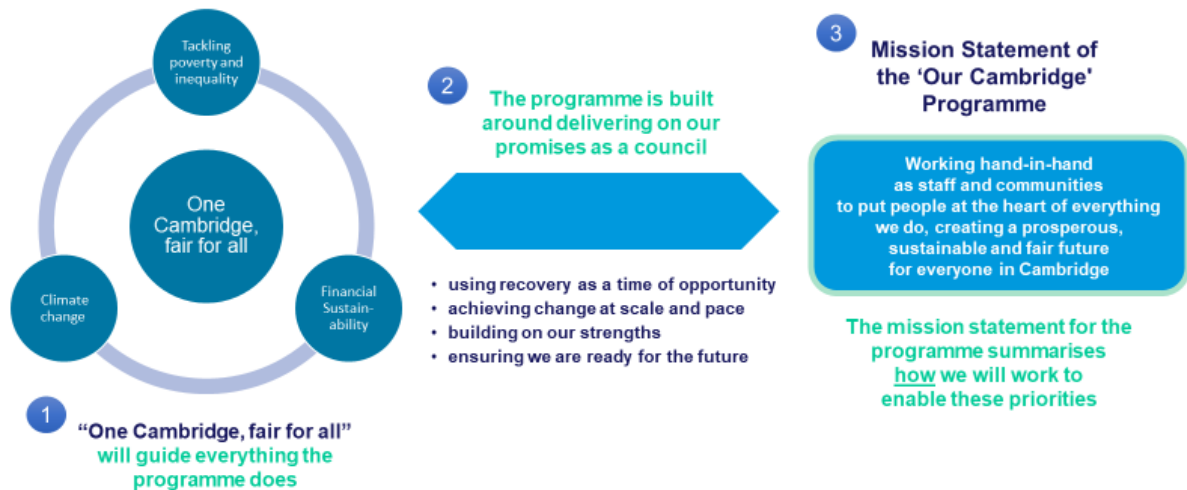 Tackling
poverty and
inequality
One
Cambridge,
fair for all
Climate
change
Financial
Sustain-
ability
1
“One Cambridge, fair for all”
will guide everything the
programme does
2
The programme is built
around delivering on our
promises as a council
• using recovery as a time of opportunity
• achieving change at scale and pace
• building on our strengths
• ensuring we are ready for the future
3
Mission Statement of
the ‘Our Cambridge'
Programme
Working hand-in-hand
as staff and communities
to put people at the heart of everything
we do, creating a prosperous,
sustainable and fair future
for everyone in Cambridge
The mission statement for the
programme summarises
how we will work to
enable these priorities